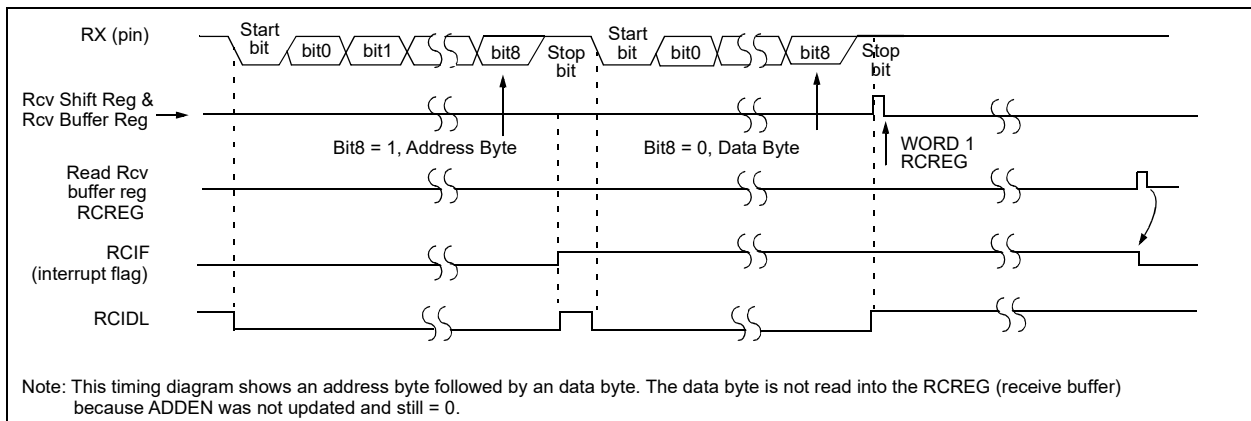 RX (pin)
Start
bit
bit0
bit1
bit8
Stop
bit
Start
bit
bit0
bit8
Stop
bit
Rcv Shift Reg &
Rcv Buffer Reg
Bit8 = 1, Address Byte
Bit8 = 0, Data Byte
WORD 1
RCREG
Read Rcv
buffer reg
RCREG
RCIF
(interrupt flag)
RCIDL
Note: This timing diagram shows an address byte followed by an data byte. The data byte is not read into the RCREG (receive buffer)
because ADDEN was not updated and still = 0.